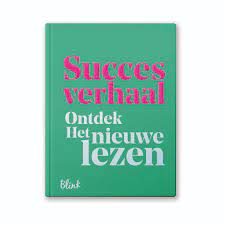 Succes
verhaal
Ontdek
Het nieuwe
lezen
Blink